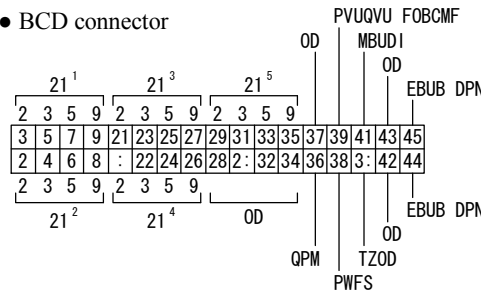 ● BCD connector
PVUQVU FOBCMF
OD MBUDI
OD
21¹ 21³ 21⁵ EBUB DPN
2 3 5 9 2 3 5 9 2 3 5 9
3 5 7 9 21 23 25 27 29 31 33 35 37 39 41 43 45
2 4 6 8 : 22 24 26 28 2: 32 34 36 38 3: 42 44
2 3 5 9 2 3 5 9
21² 21⁴ OD EBUB DPN
OD
QPM TZOD
PWFS